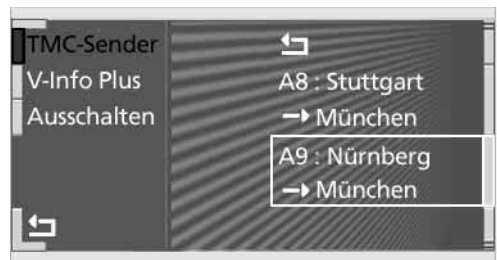 TMC-Sender
V-Info Plus
Ausschalten
A8 : Stuttgart
→ München
A9 : Nürnberg
→ München